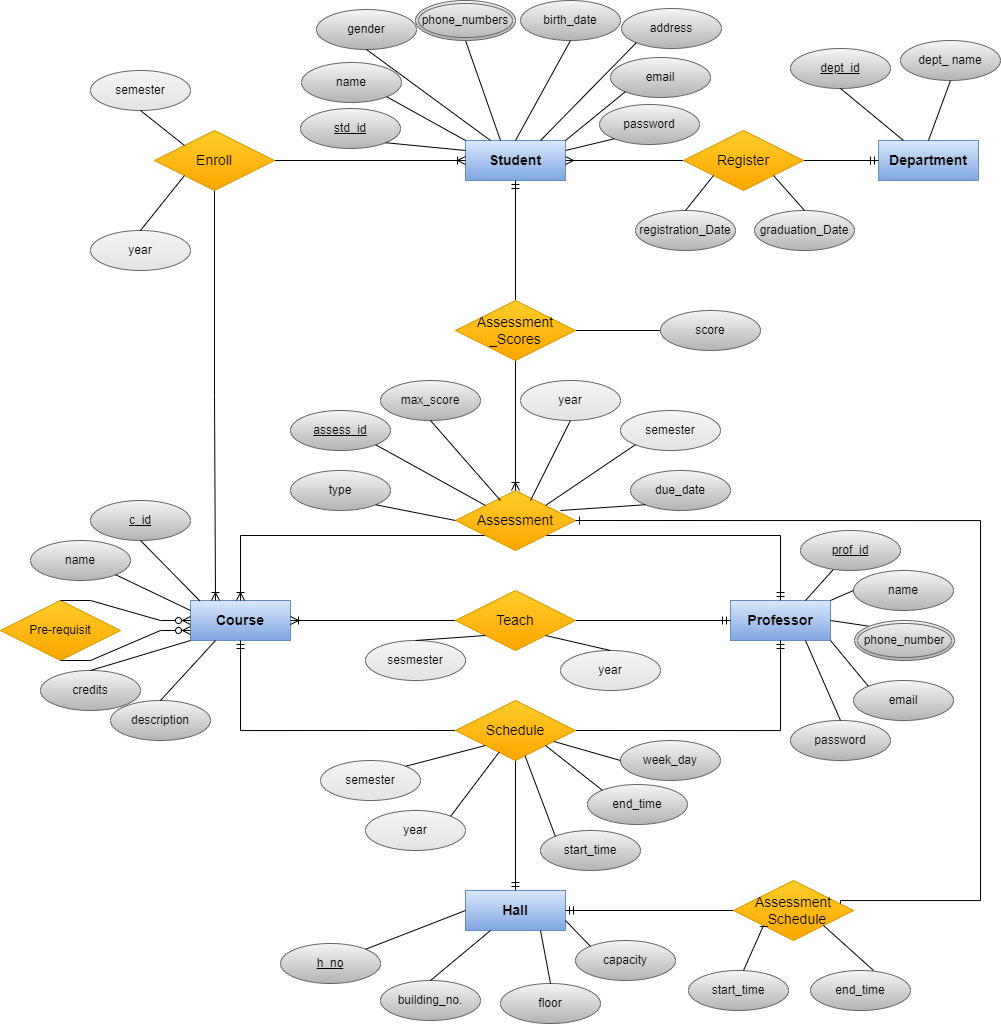 phone_numbers
birth_date
gender
address
dept_ name
dept_id
email
name
semester
password
std_id
Enroll
Student
Register
Department
registration_Date
graduation_Date
year
Assessment
_Scores
score
max_score
year
assess_id
semester
type
due_date
Assessment
c_id
prof_id
name
name
Pre-requisit
Course
Teach
Professor
phone_number
sesmester
year
credits
email
description
Schedule
password
week_day
semester
end_time
year
start_time
Hall
Assessment
_Schedule
h_no
capacity
building_no.
floor
start_time
end_time